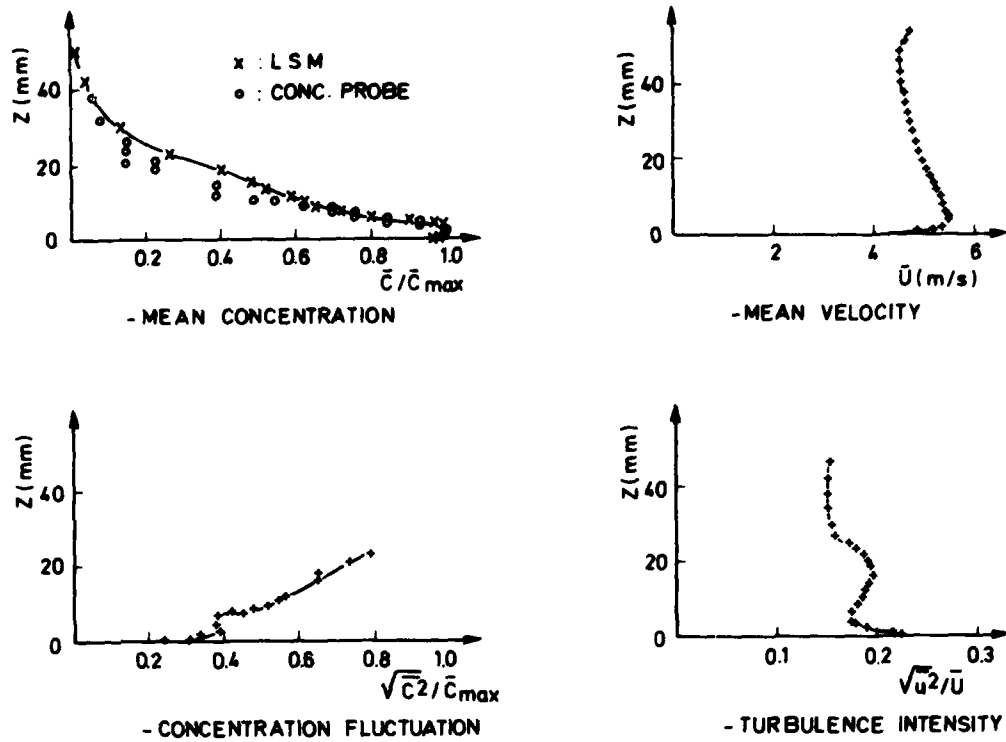 Z (mm)
40
20
0
x : LSM
o : CONC. PROBE
0.2 0.4 0.6 0.8 1.0
C̄/C̄max
- MEAN CONCENTRATION
Z (mm)
40
20
0
2 4 6
Ū (m/s)
- MEAN VELOCITY
Z (mm)
40
20
0
0.2 0.4 0.6 0.8 1.0
√C̄²/C̄max
- CONCENTRATION FLUCTUATION
Z (mm)
40
20
0
0.1 0.2 0.3
√ū²/Ū
- TURBULENCE INTENSITY